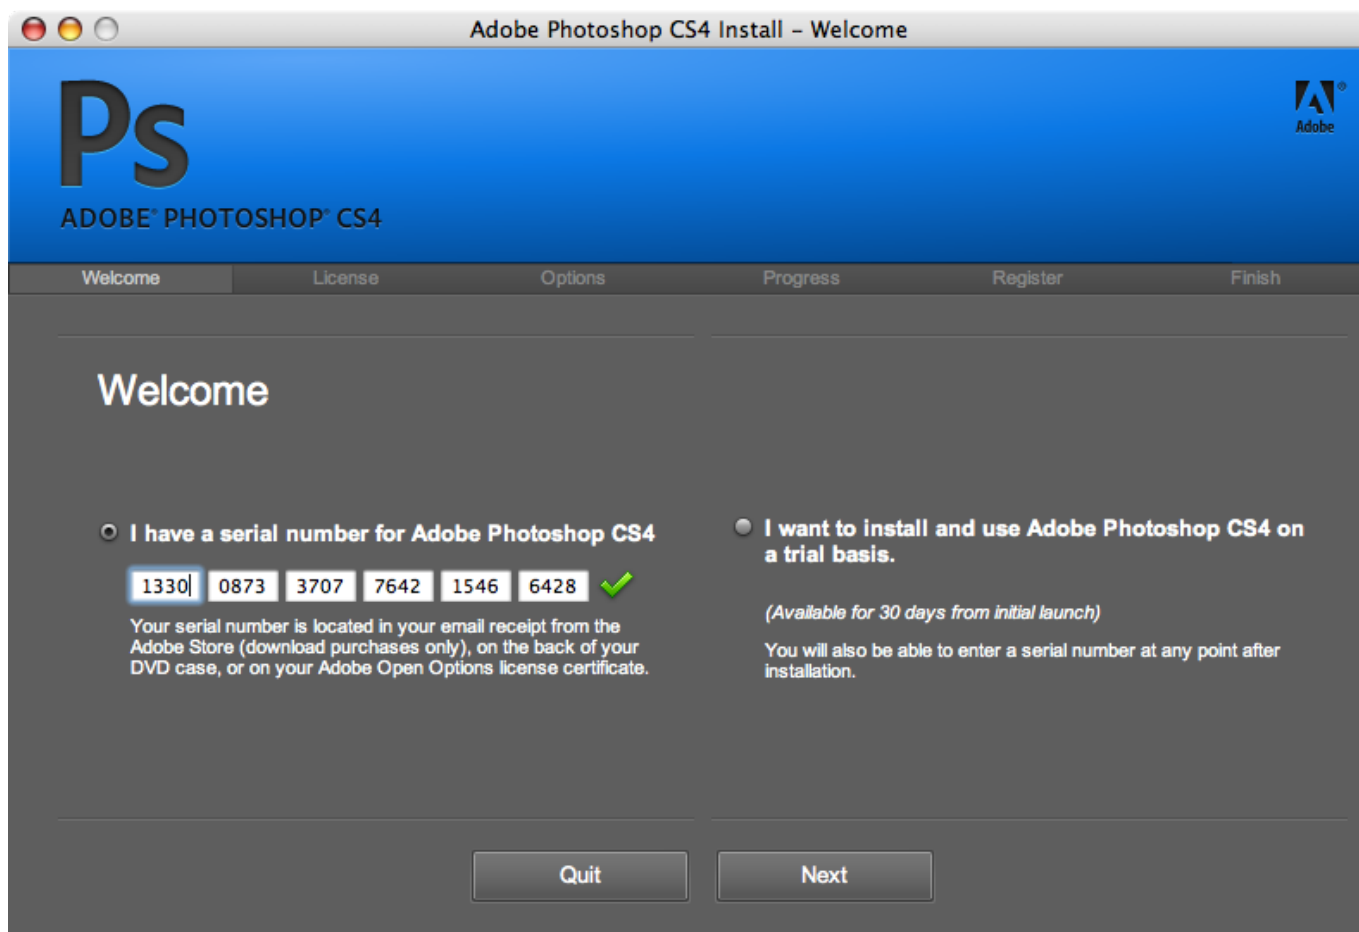 Adobe Photoshop CS4 Install – Welcome
Ps
Adobe
ADOBE® PHOTOSHOP® CS4
Welcome License Options Progress Register Finish
Welcome
I have a serial number for Adobe Photoshop CS4
1330 0873 3707 7642 1546 6428
Your serial number is located in your email receipt from the
Adobe Store (download purchases only), on the back of your
DVD case, or on your Adobe Open Options license certificate.
I want to install and use Adobe Photoshop CS4 on
a trial basis.
(Available for 30 days from initial launch)
You will also be able to enter a serial number at any point after
installation.
Quit Next